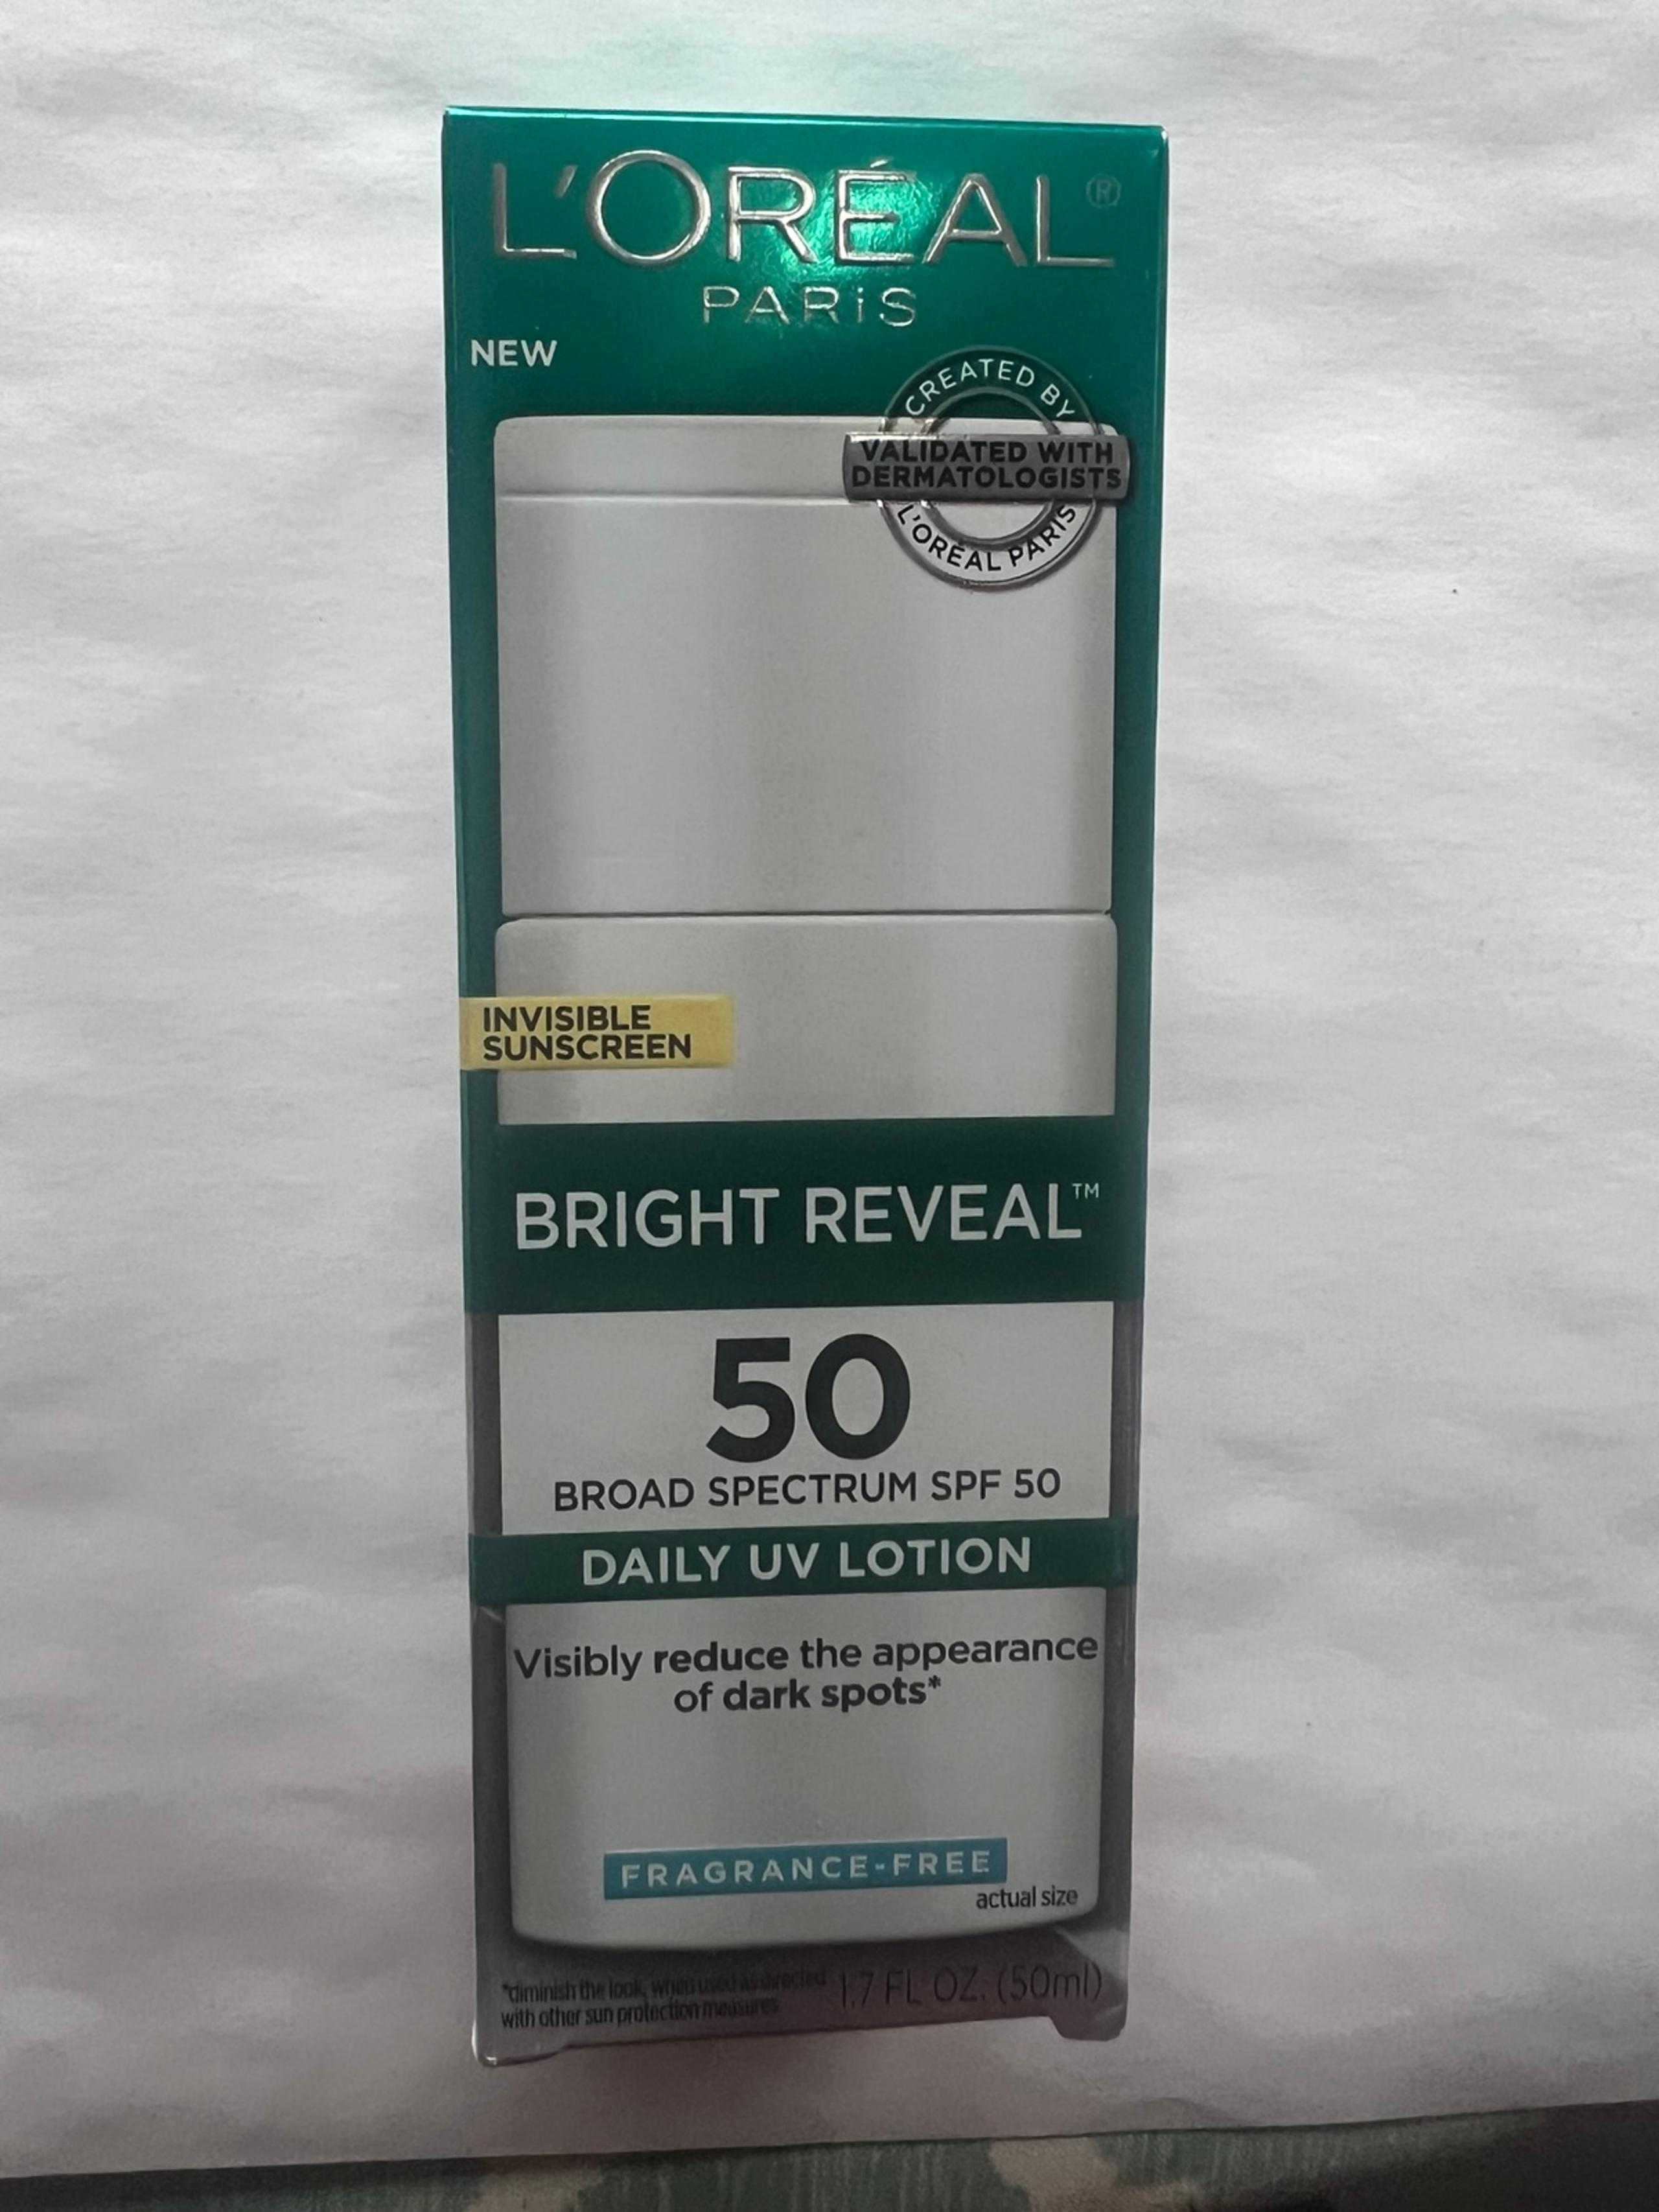 L'ORÉAL®
PARiS
NEW
CREATED BY
VALIDATED WITH
DERMATOLOGISTS
L'ORÉAL PARIS
INVISIBLE
SUNSCREEN
BRIGHT REVEAL™
50
BROAD SPECTRUM SPF 50
DAILY UV LOTION
Visibly reduce the appearance
of dark spots*
FRAGRANCE-FREE
actual size
*diminish the look, when used as directed
with other sun protection measures
1.7 FL OZ. (50ml)